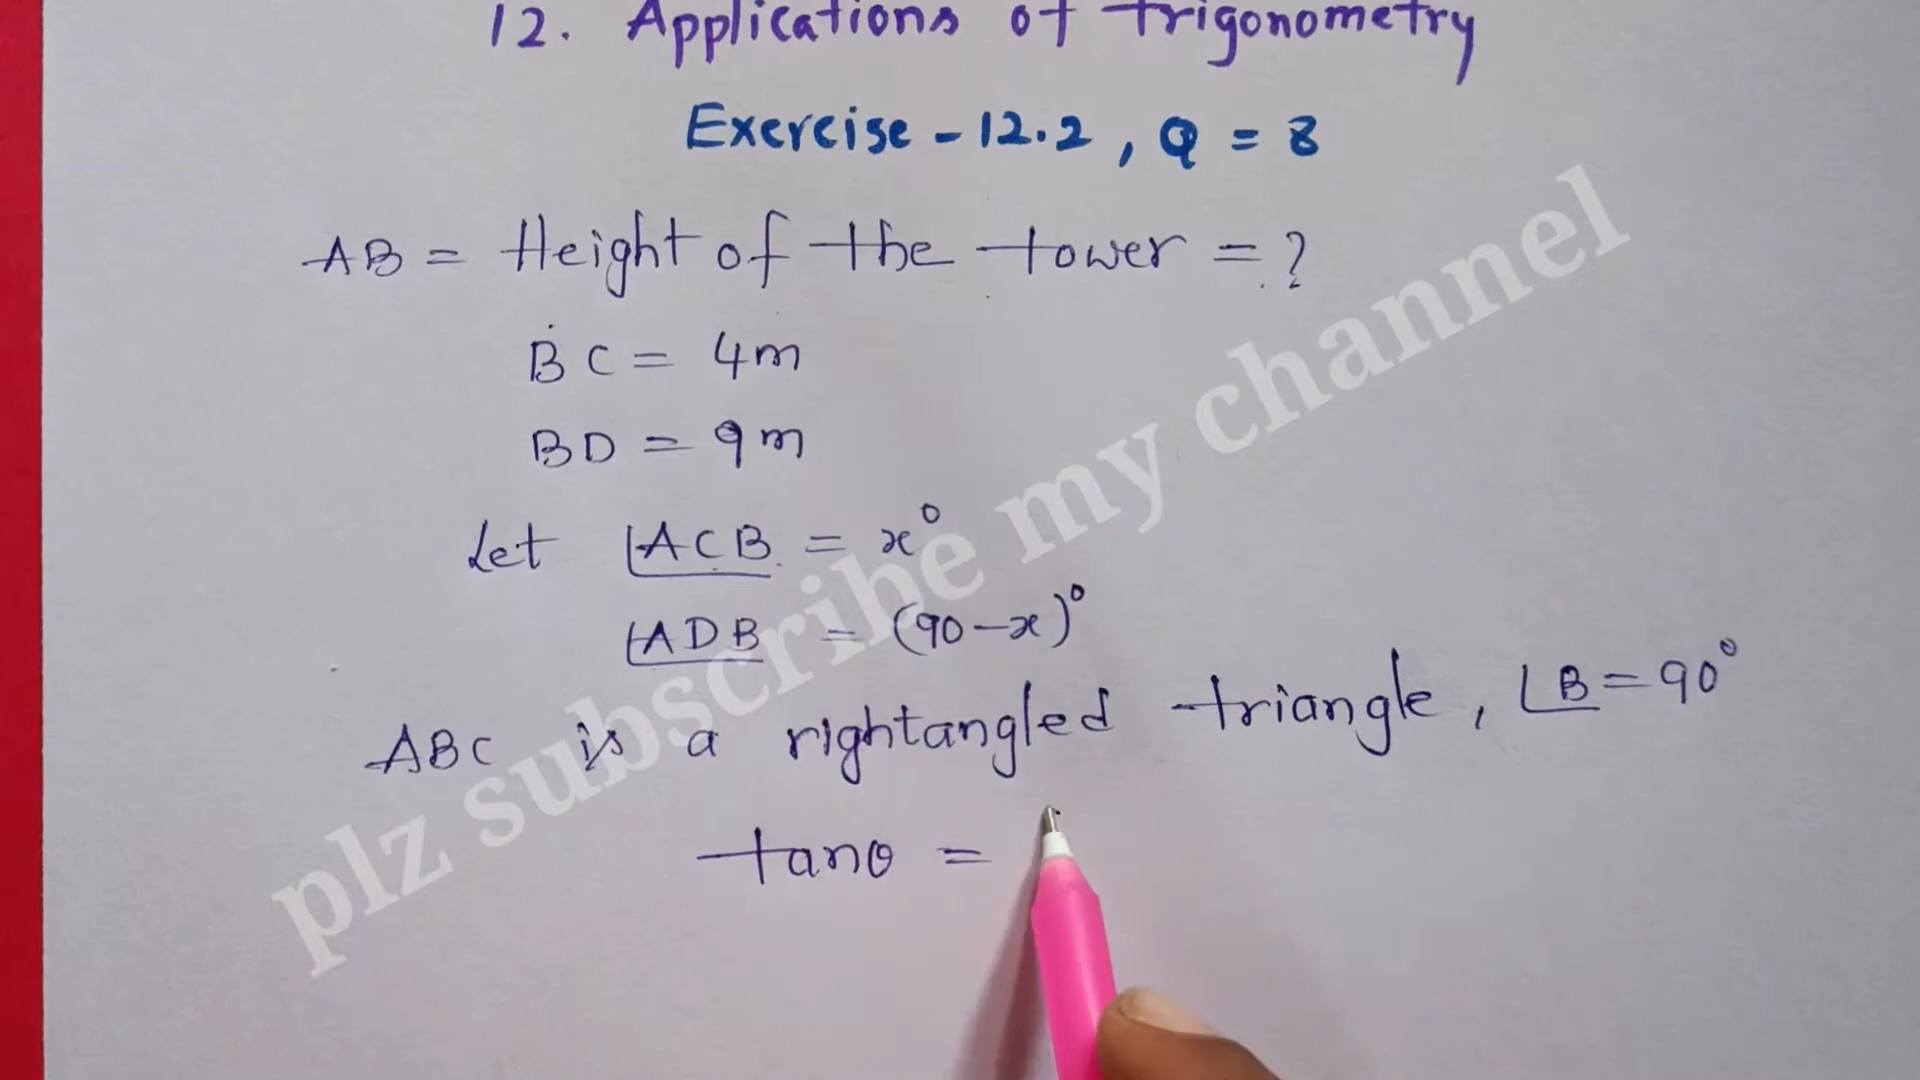 12. Applications of Trigonometry
Exercise - 12.2, Q = 8
AB = Height of the tower = ?
BC = 4m
BD = 9m
Let ∠ACB = x°
∠ADB = (90-x)°
ABC is a rightangled triangle, ∠B = 90°
tanθ =
plz subscribe my channel